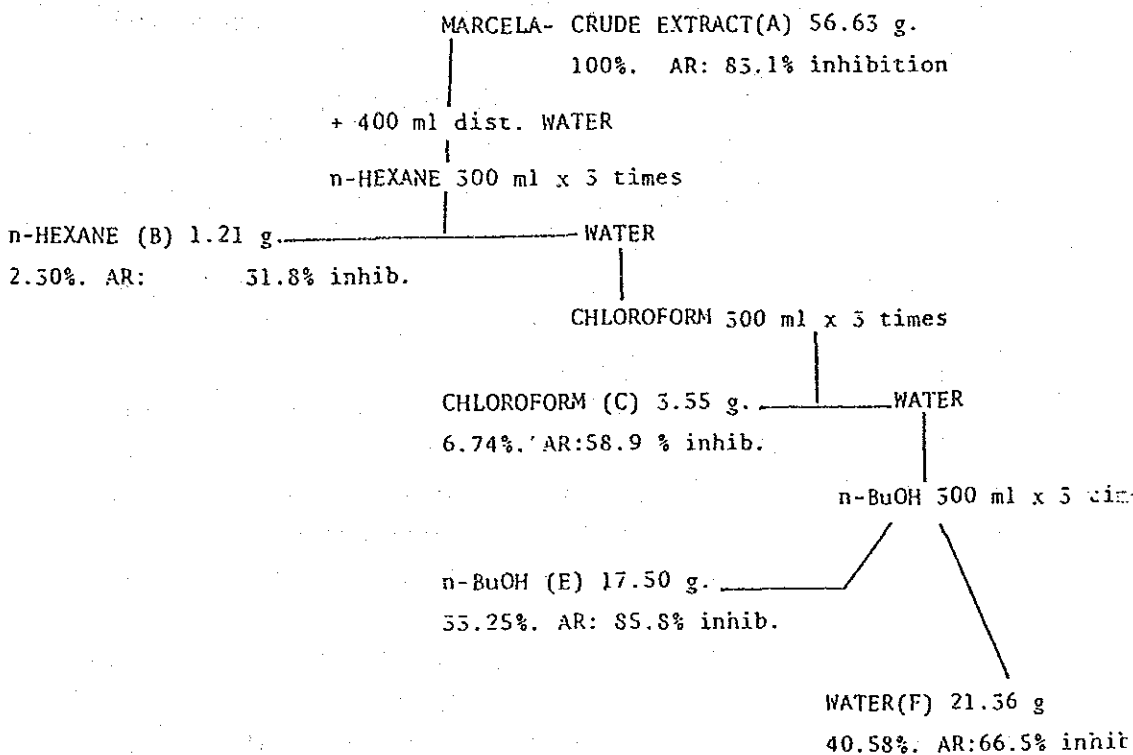 MARCELA- CRUDE EXTRACT(A) 56.63 g.
100%. AR: 83.1% inhibition
+ 400 ml dist. WATER
n-HEXANE 300 ml x 3 times
n-HEXANE (B) 1.21 g. WATER
2.30%. AR: 31.8% inhib.
CHLOROFORM 300 ml x 3 times
CHLOROFORM (C) 3.55 g. WATER
6.74%. AR:58.9 % inhib.
n-BuOH 300 ml x 3
n-BuOH (E) 17.50 g.
33.25%. AR: 85.8% inhib.
WATER(F) 21.36 g
40.58%. AR:66.5%